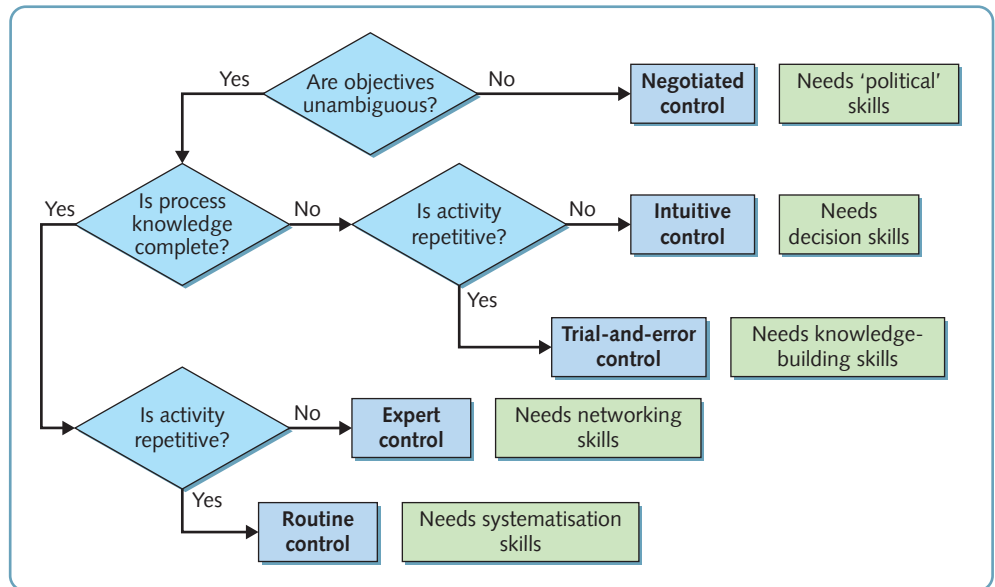 Are objectives
unambiguous?
Yes
No
Negotiated
control
Needs ‘political’
skills
Is process
knowledge
complete?
Yes
No
Is activity
repetitive?
No
Intuitive
control
Needs
decision skills
Yes
Trial-and-error
control
Needs knowledge-
building skills
Is activity
repetitive?
No
Expert
control
Needs networking
skills
Yes
Routine
control
Needs systematisation
skills